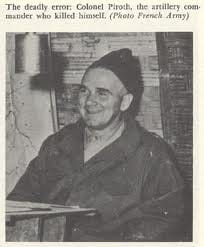 The deadly error: Colonel Piroth, the artillery com-
mander who killed himself. (Photo French Army)